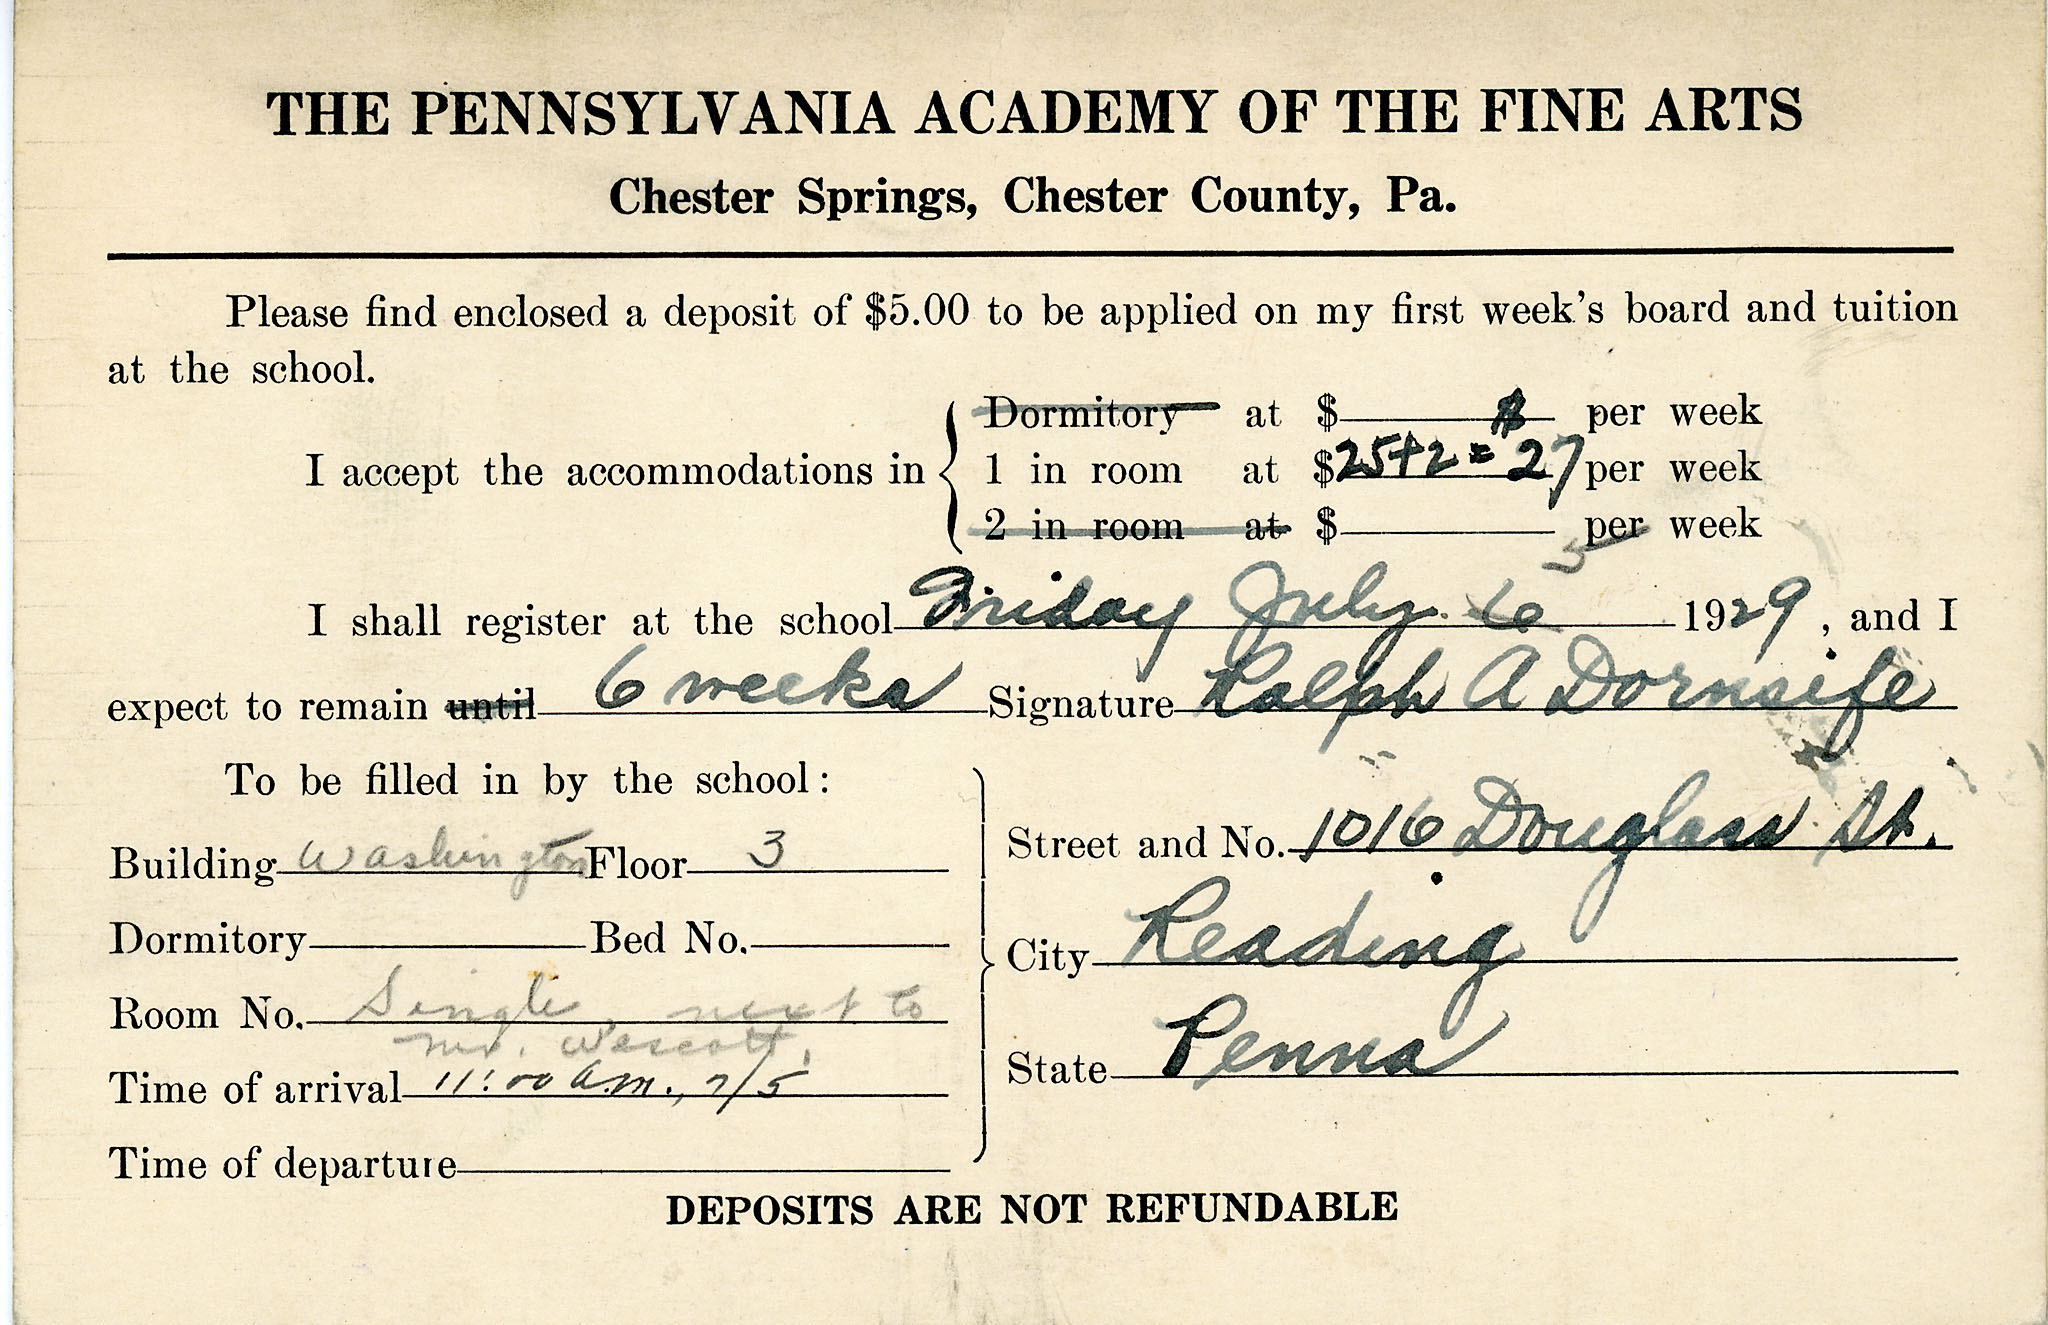 THE PENNSYLVANIA ACADEMY OF THE FINE ARTS
Chester Springs, Chester County, Pa.
Please find enclosed a deposit of $5.00 to be applied on my first week's board and tuition
at the school.
Dormitory at $ per week
I accept the accommodations in 1 in room at $25+2=27 per week
2 in room at $ per week
5
I shall register at the school Friday July 6 1929, and I
expect to remain until 6 weeks Signature Ralph A Dornsife
To be filled in by the school:
Building Washington Floor 3
Street and No. 1016 Douglass St.
Dormitory Bed No.
City Reading
Room No. Single, next to
Mr. Wescott.
Time of arrival 11:00 a.m., 7/5
State Penna
Time of departure
DEPOSITS ARE NOT REFUNDABLE